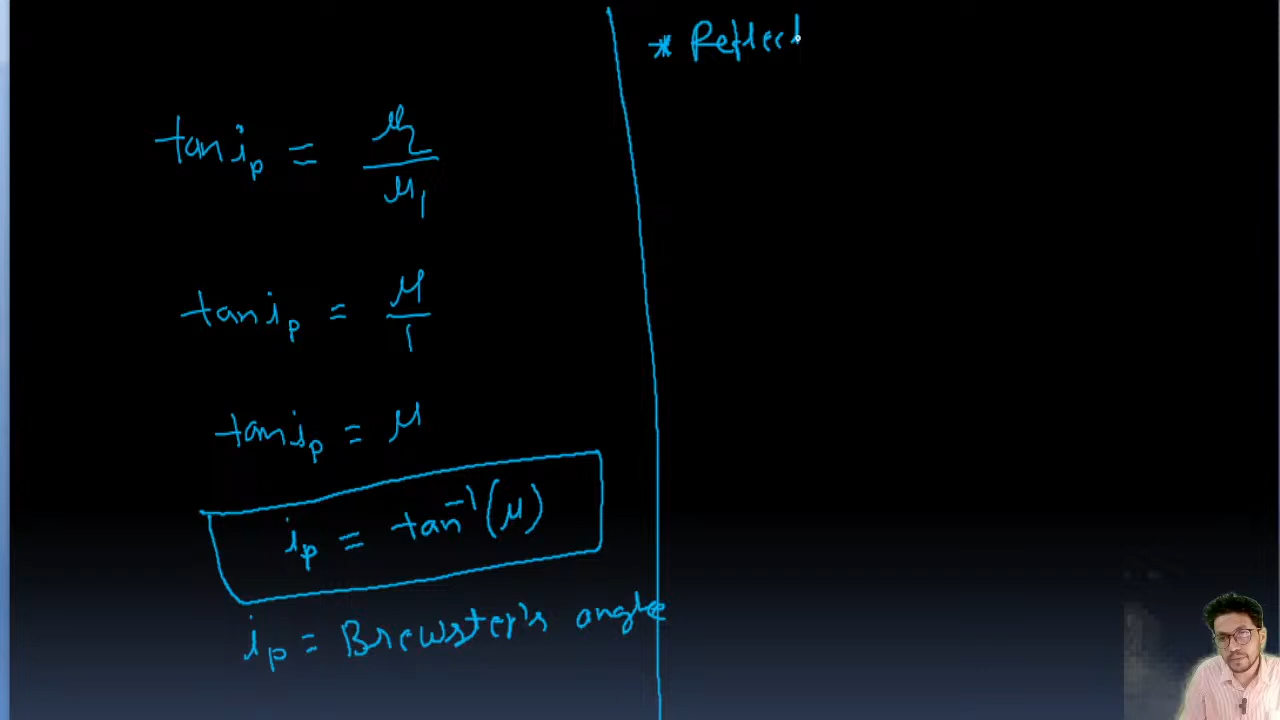 tan i_p = μ₂/μ₁
tan i_p = μ/1
tan i_p = μ
i_p = tan⁻¹(μ)
i_p = Brewster's angle
* Reflect